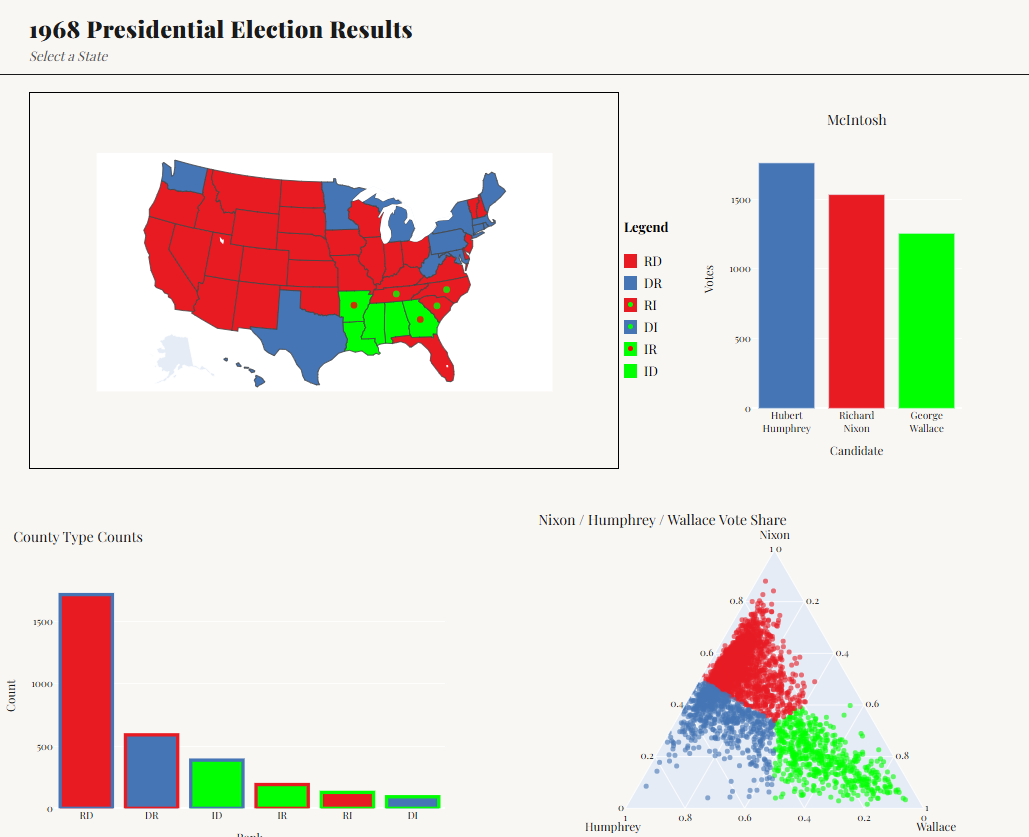 1968 Presidential Election Results
Select a State
Legend
RD
DR
RI
DI
IR
ID
McIntosh
Votes
1500
1000
500
0
Hubert
Humphrey
Richard
Nixon
George
Wallace
Candidate
County Type Counts
Count
1500
1000
500
0
RD
DR
ID
IR
RI
DI
Nixon / Humphrey / Wallace Vote Share
Nixon
1 0
0.8 0.2
0.6 0.4
0.4 0.6
0.2 0.8
0 1
1 0.8 0.6 0.4 0.2 0
Humphrey Wallace